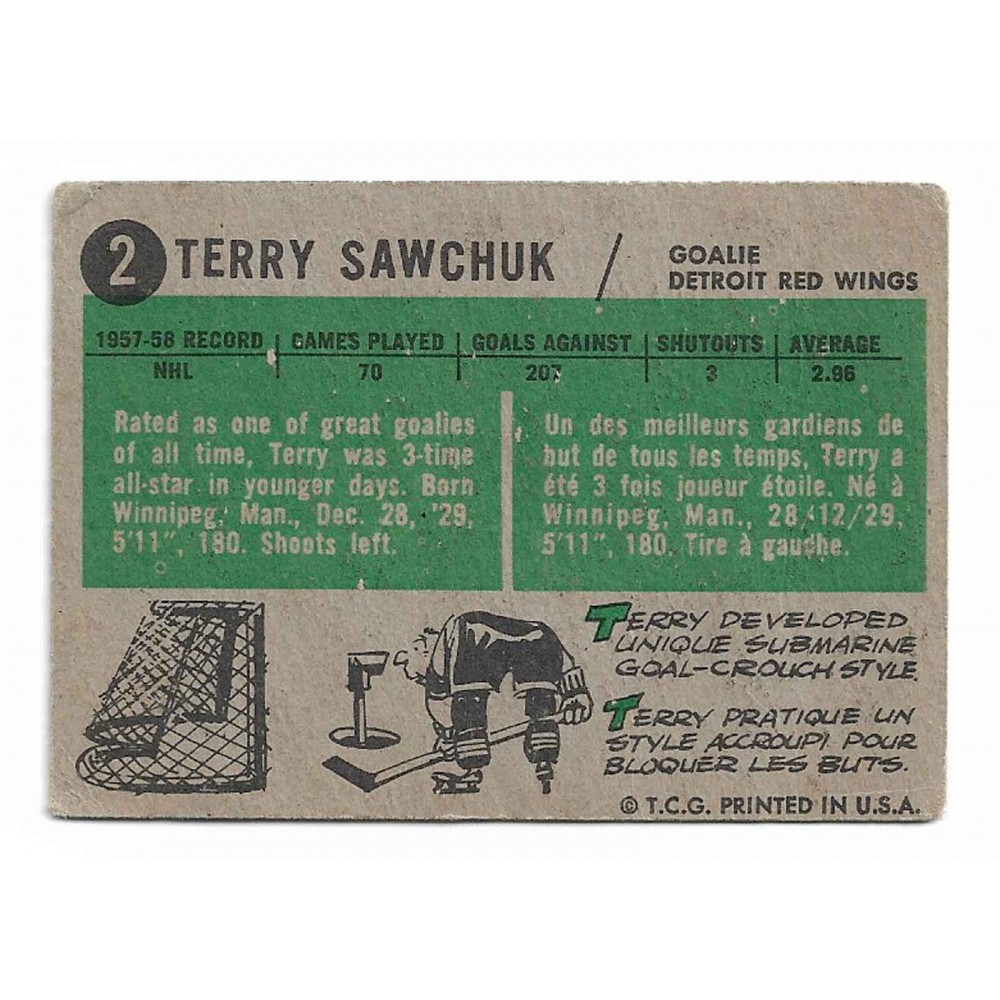 2 TERRY SAWCHUK / GOALIE
DETROIT RED WINGS
1957-58 RECORD GAMES PLAYED GOALS AGAINST SHUTOUTS AVERAGE
NHL 70 207 3 2.96
Rated as one of great goalies
of all time, Terry was 3-time
all-star in younger days. Born
Winnipeg, Man., Dec. 28, '29,
5'11", 180. Shoots left.
Un des meilleurs gardiens de
but de tous les temps, Terry a
été 3 fois joueur étoile. Né à
Winnipeg, Man., 28/12/29,
5'11", 180. Tire à gauche.
TERRY DEVELOPED
UNIQUE SUBMARINE
GOAL-CROUCH STYLE.
TERRY PRATIQUE UN
STYLE ACCROUPI POUR
BLOQUER LES BUTS.
© T.C.G. PRINTED IN U.S.A.